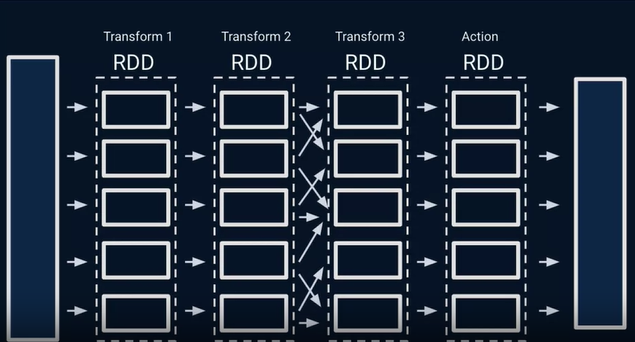 Transform 1
Transform 2
Transform 3
Action
RDD
RDD
RDD
RDD